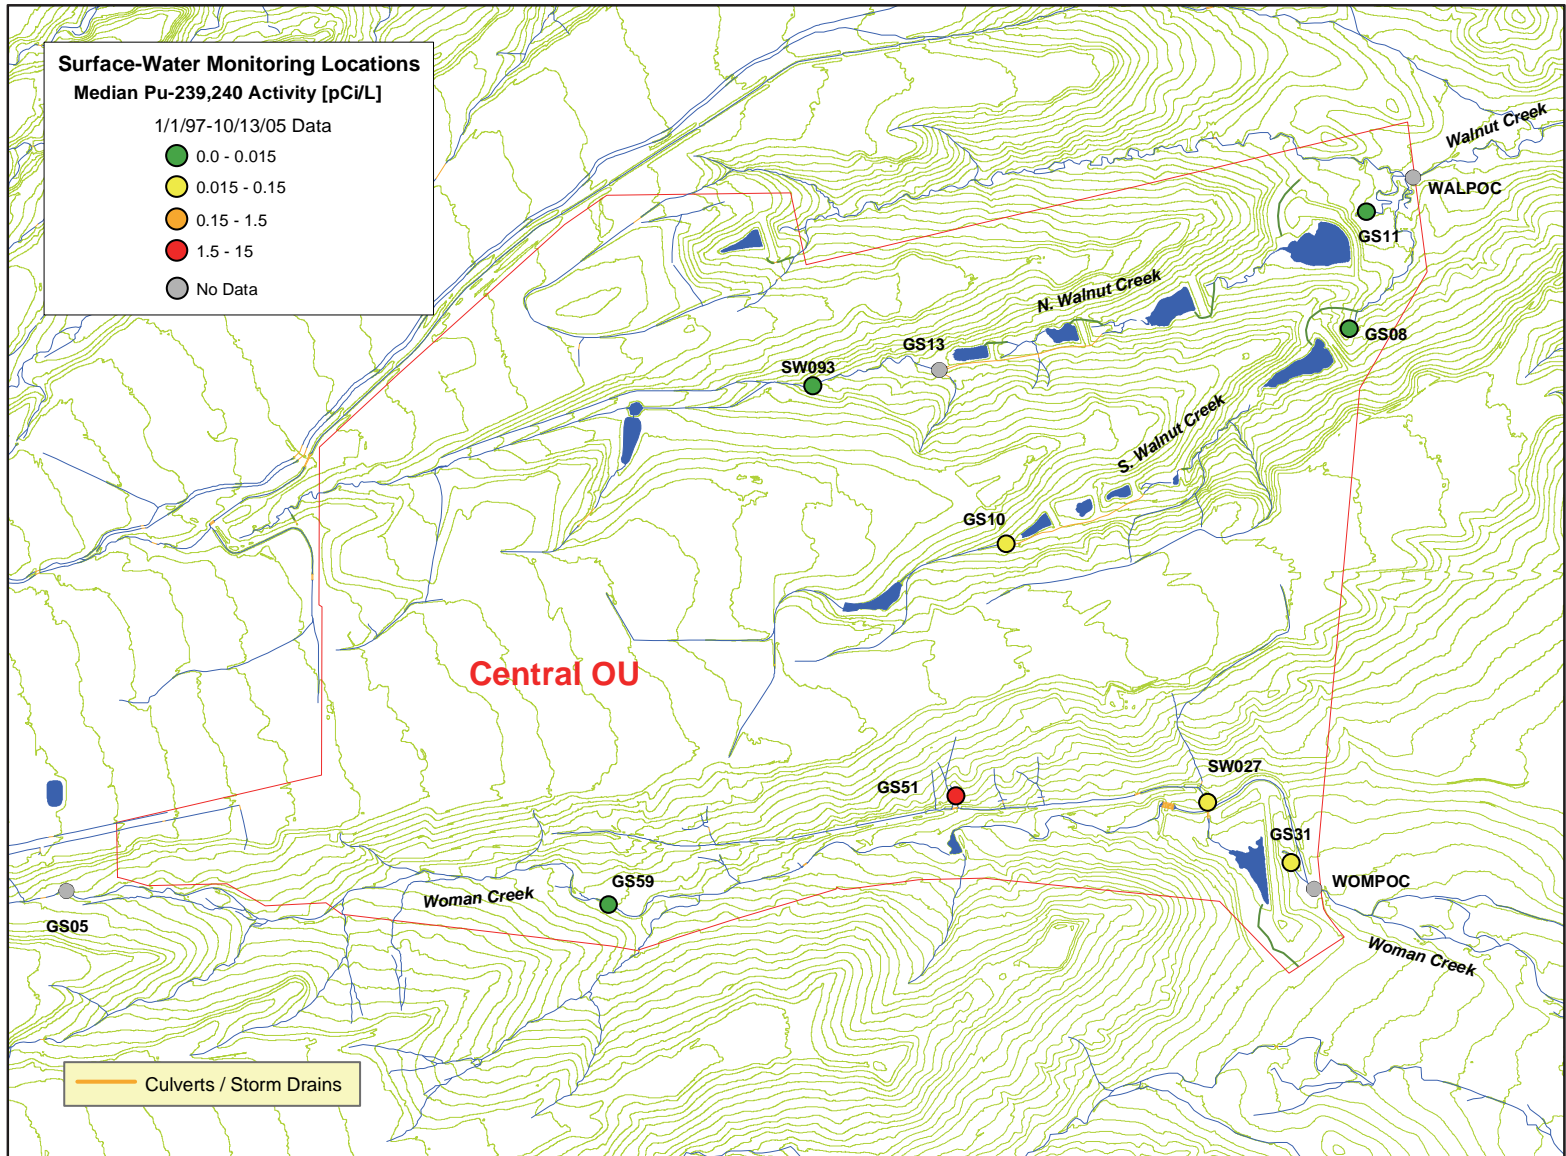 Surface-Water Monitoring Locations
Median Pu-239,240 Activity [pCi/L]
1/1/97-10/13/05 Data
0.0 - 0.015
0.015 - 0.15
0.15 - 1.5
1.5 - 15
No Data
Walnut Creek
WALPOC
GS11
N. Walnut Creek
GS08
GS13
SW093
S. Walnut Creek
GS10
Central OU
SW027
GS51
GS31
GS59
WOMPOC
Woman Creek
GS05
Woman Creek
Culverts / Storm Drains